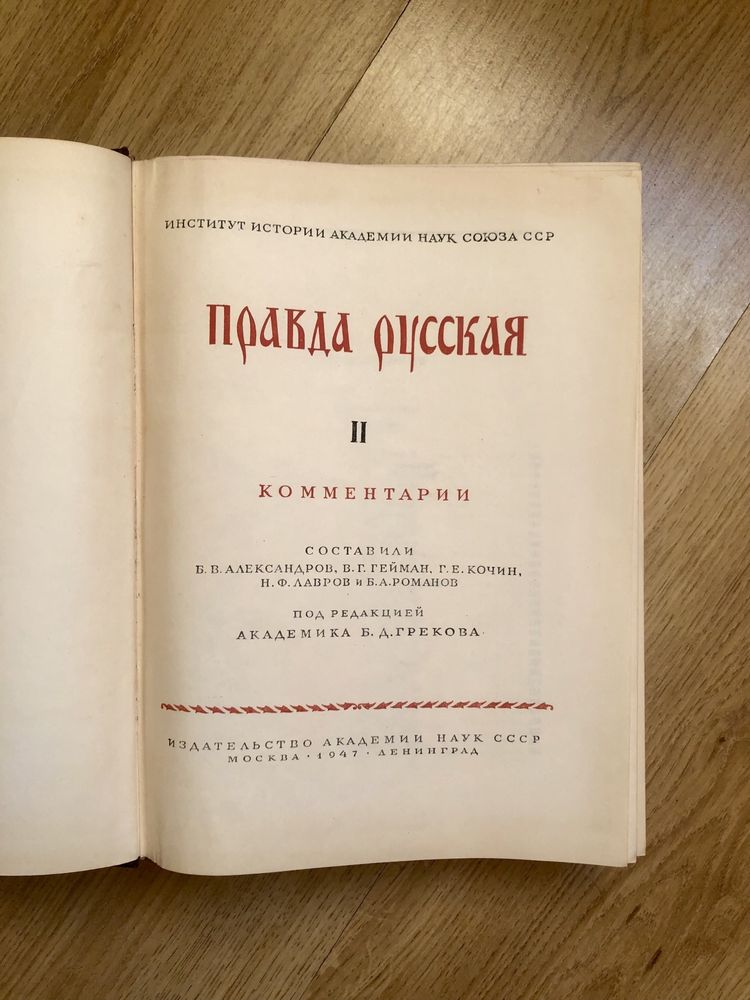 ИНСТИТУТ ИСТОРИИ АКАДЕМИИ НАУК СОЮЗА ССР
ПРАВДА РУССКАЯ
II
КОММЕНТАРИИ
СОСТАВИЛИ
Б. В. АЛЕКСАНДРОВ, В. Г. ГЕЙМАН, Г. Е. КОЧИН,
Н. Ф. ЛАВРОВ и Б. А. РОМАНОВ
ПОД РЕДАКЦИЕЙ
АКАДЕМИКА Б. Д. ГРЕКОВА
ИЗДАТЕЛЬСТВО АКАДЕМИИ НАУК СССР
МОСКВА · 1947 · ЛЕНИНГРАД